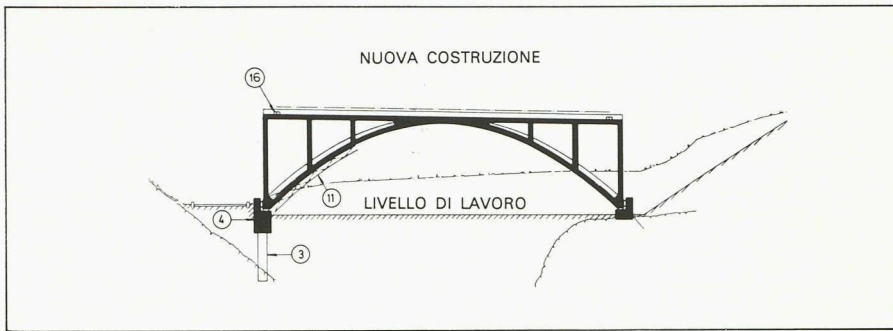 NUOVA COSTRUZIONE
16
11
LIVELLO DI LAVORO
4
3